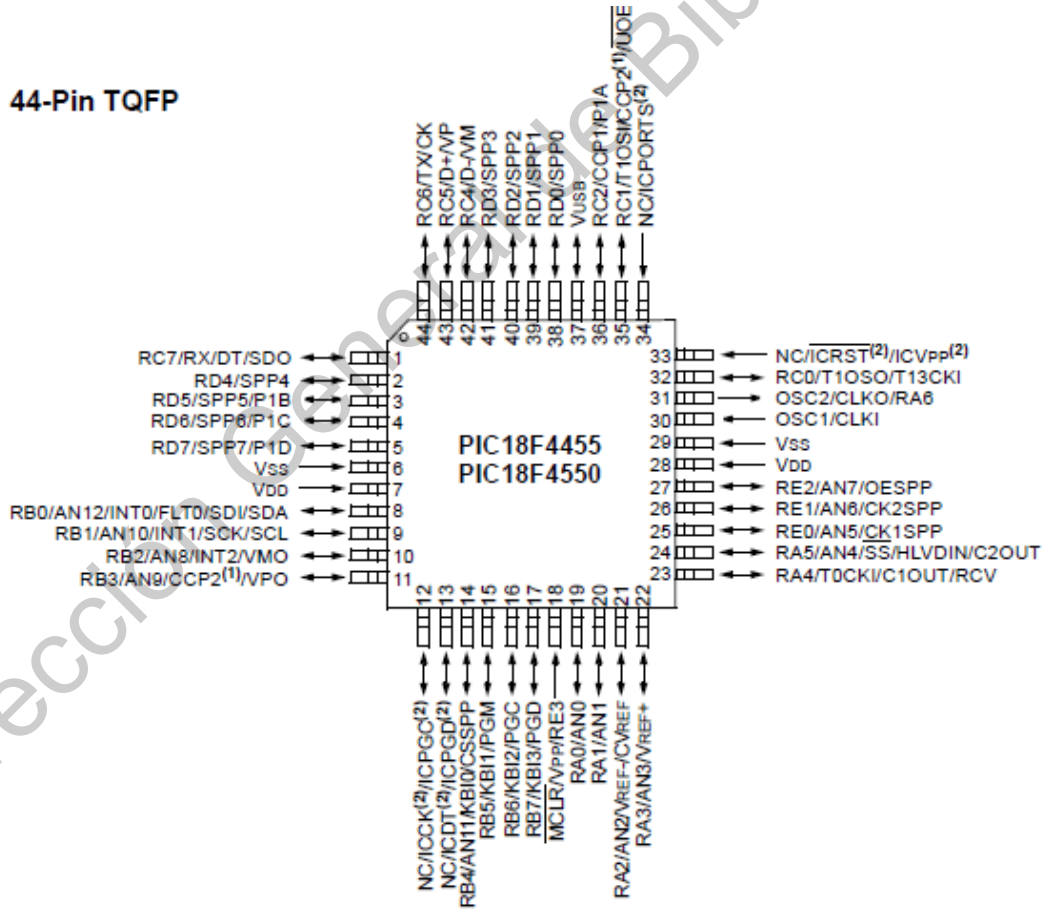 44-Pin TQFP
RC6/TX/CK
RC5/D+/VP
RC4/D-/VM
RD3/SPP3
RD2/SPP2
RD1/SPP1
RD0/SPP0
VUSB
RC2/CCP1/P1A
RC1/T1OSI/CCP2(1)/UOE
NC/ICPORTS(2)
44
43
42
41
40
39
38
37
36
35
34
RC7/RX/DT/SDO 1
RD4/SPP4 2
RD5/SPP5/P1B 3
RD6/SPP6/P1C 4
RD7/SPP7/P1D 5
VSS 6
VDD 7
RB0/AN12/INT0/FLT0/SDI/SDA 8
RB1/AN10/INT1/SCK/SCL 9
RB2/AN8/INT2/VMO 10
RB3/AN9/CCP2(1)/VPO 11
PIC18F4455
PIC18F4550
33 NC/ICRST(2)/ICVPP(2)
32 RC0/T1OSO/T13CKI
31 OSC2/CLKO/RA6
30 OSC1/CLKI
29 VSS
28 VDD
27 RE2/AN7/OESPP
26 RE1/AN6/CK2SPP
25 RE0/AN5/CK1SPP
24 RA5/AN4/SS/HLVDIN/C2OUT
23 RA4/T0CKI/C1OUT/RCV
12
13
14
15
16
17
18
19
20
21
22
NC/ICCK(2)/ICPGC(2)
NC/ICDT(2)/ICPGD(2)
RB4/AN11/KBI0/CSSPP
RB5/KBI1/PGM
RB6/KBI2/PGC
RB7/KBI3/PGD
MCLR/VPP/RE3
RA0/AN0
RA1/AN1
RA2/AN2/VREF-/CVREF
RA3/AN3/VREF+
General de